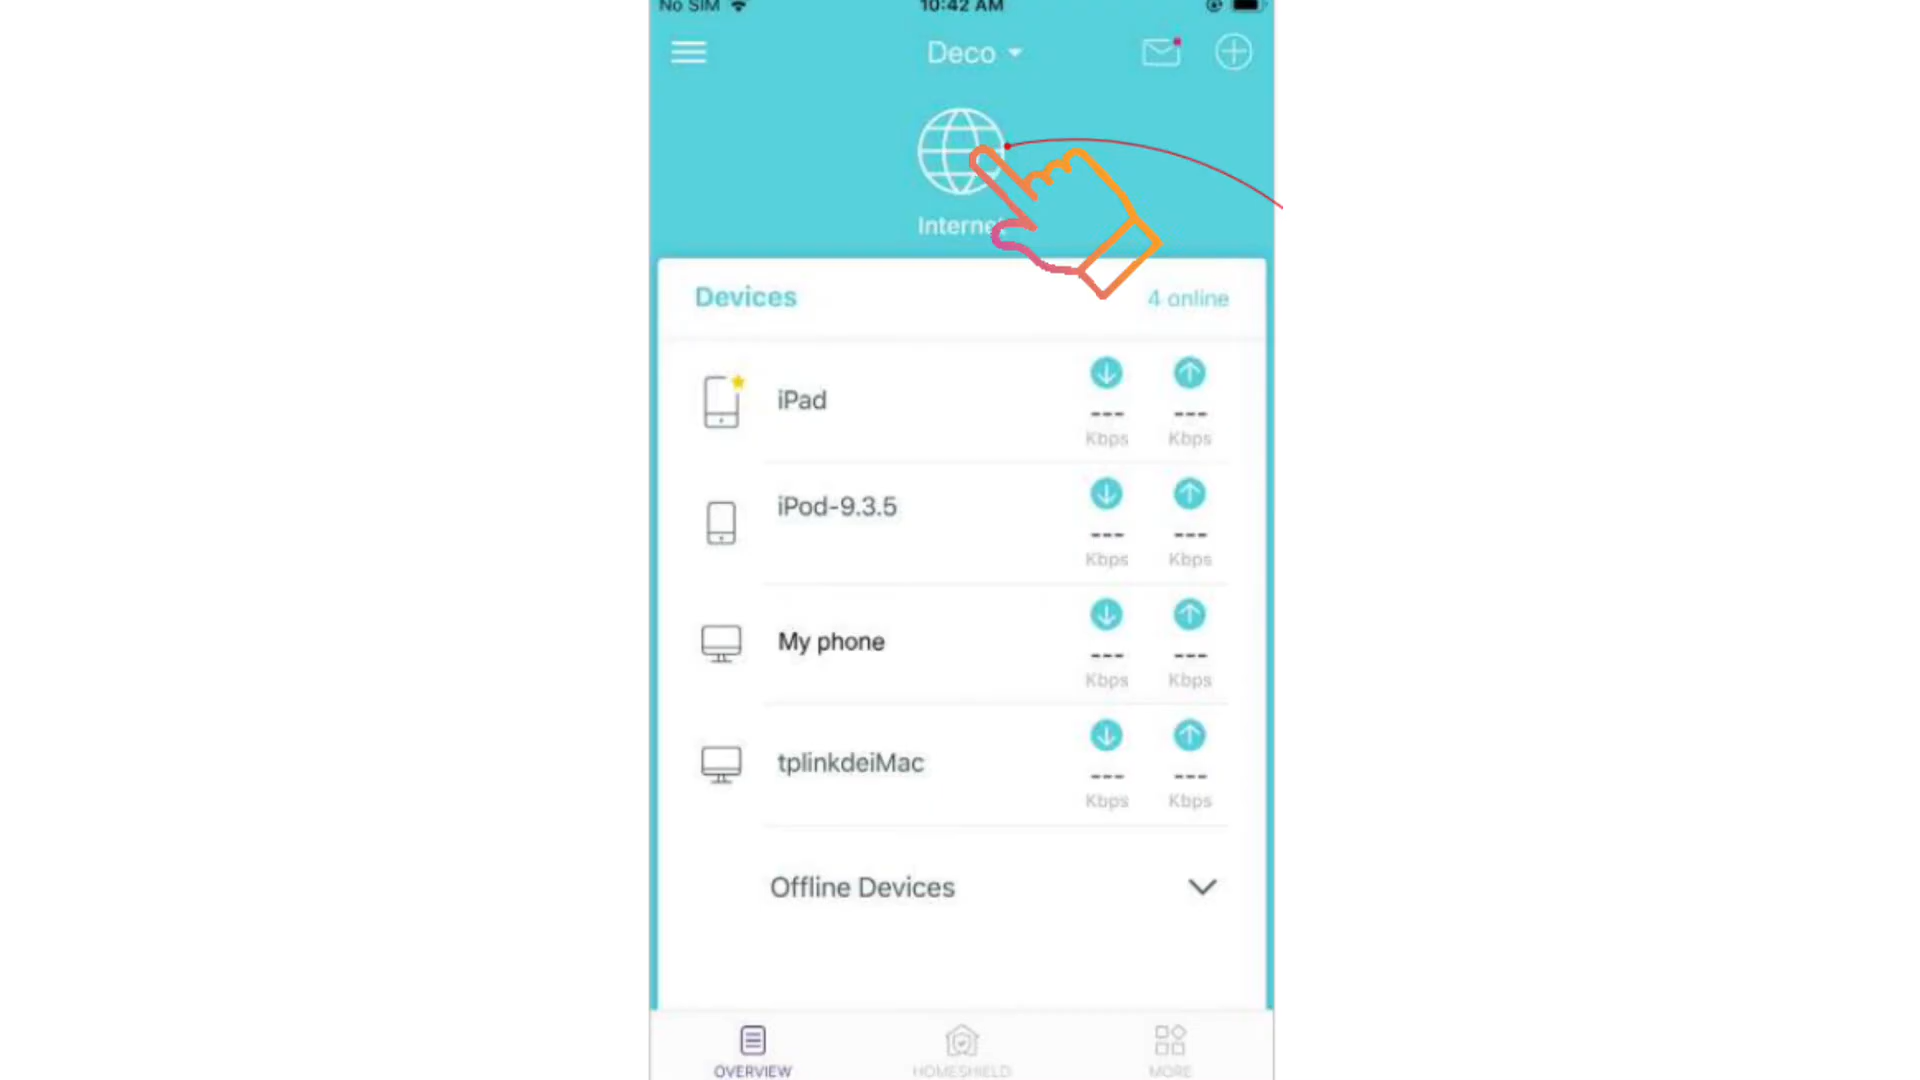 No SIM
10:42 AM
Deco
Internet
Devices
4 online
iPad
---
---
Kbps
Kbps
iPod-9.3.5
---
---
Kbps
Kbps
My phone
---
---
Kbps
Kbps
tplinkdeiMac
---
---
Kbps
Kbps
Offline Devices
OVERVIEW
HOMESHIELD
MORE